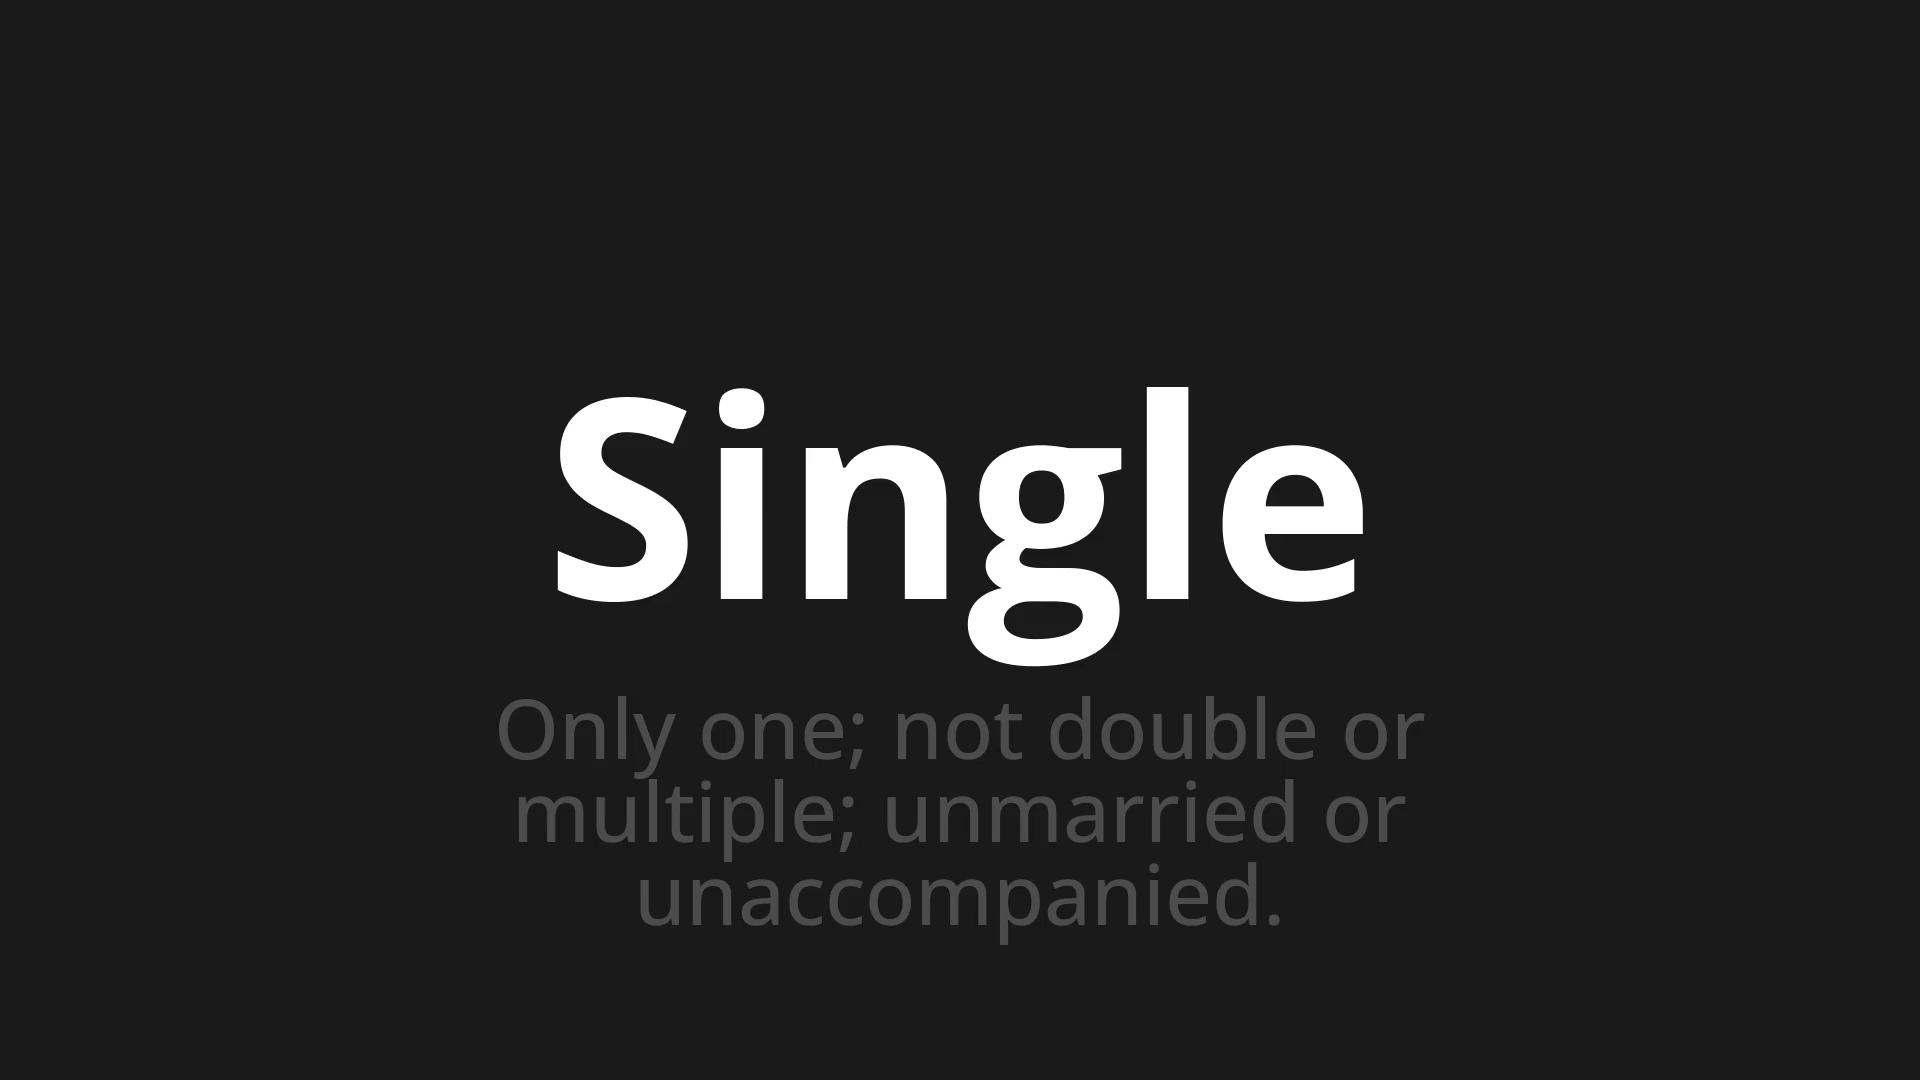 Single
Only one; not double or
multiple; unmarried or
unaccompanied.